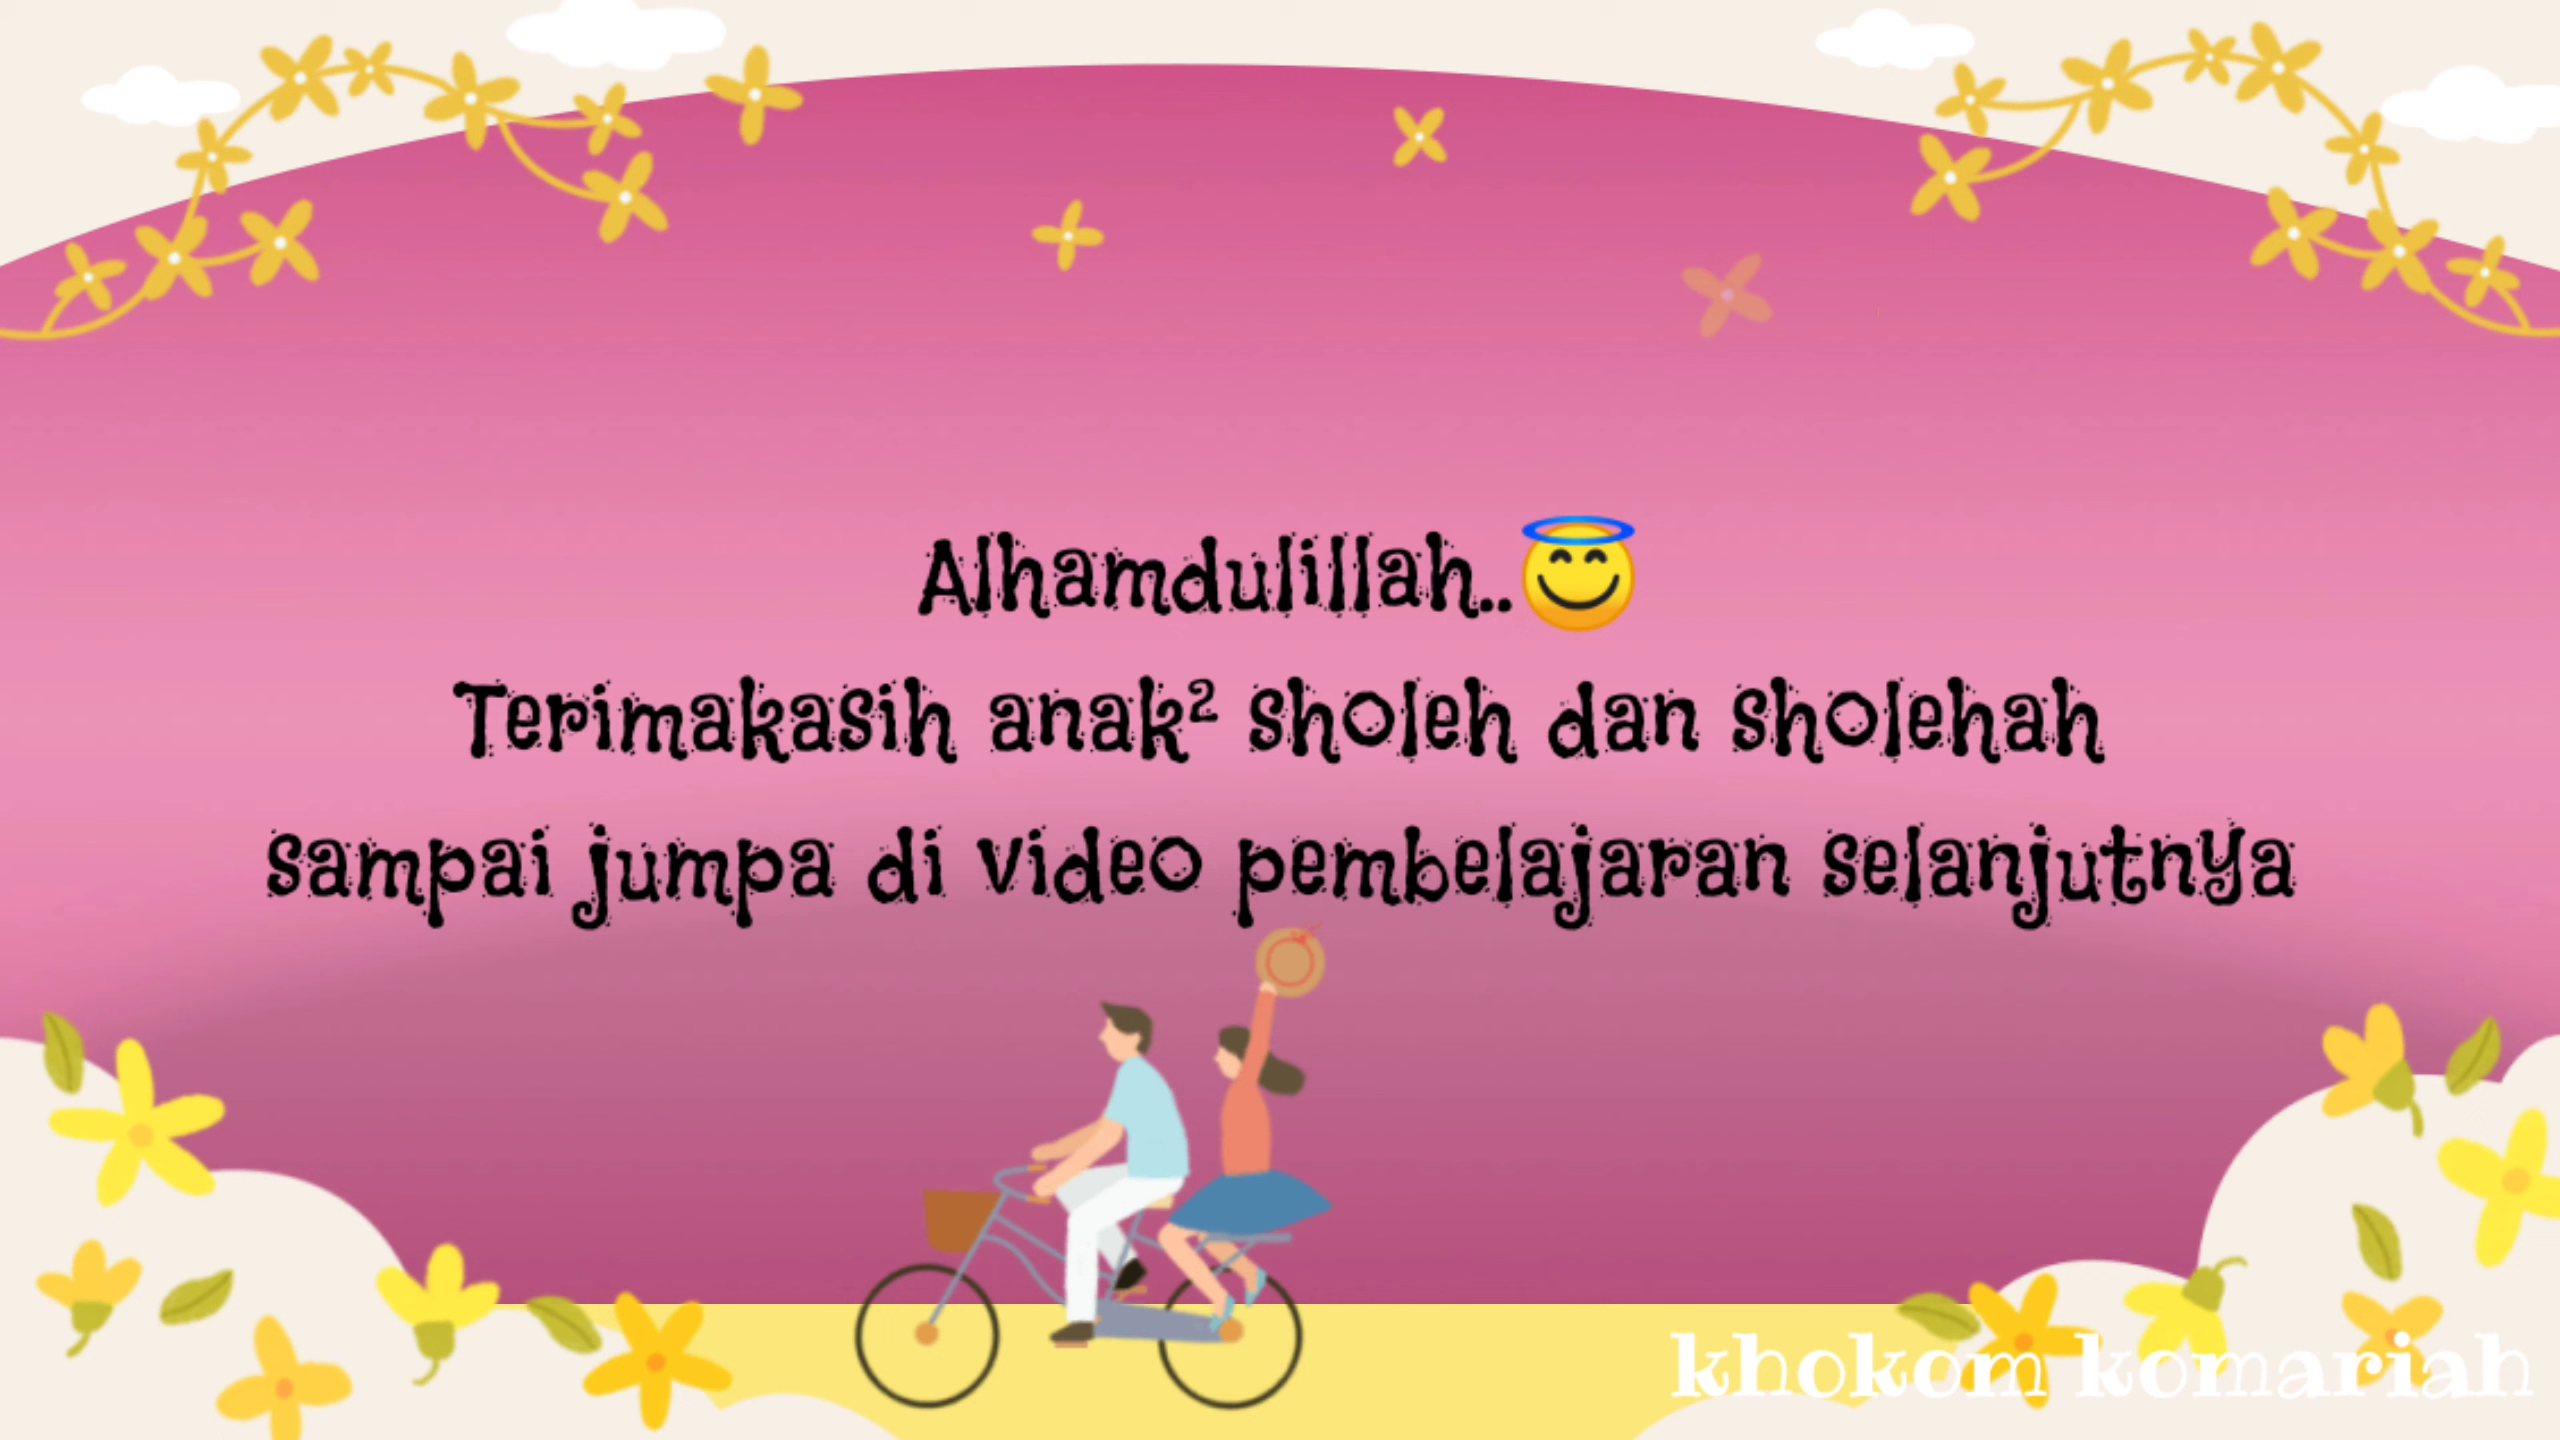 Alhamdulillah..😇
Terimakasih anak² sholeh dan sholehah
sampai jumpa di video pembelajaran selanjutnya
khokom komariah